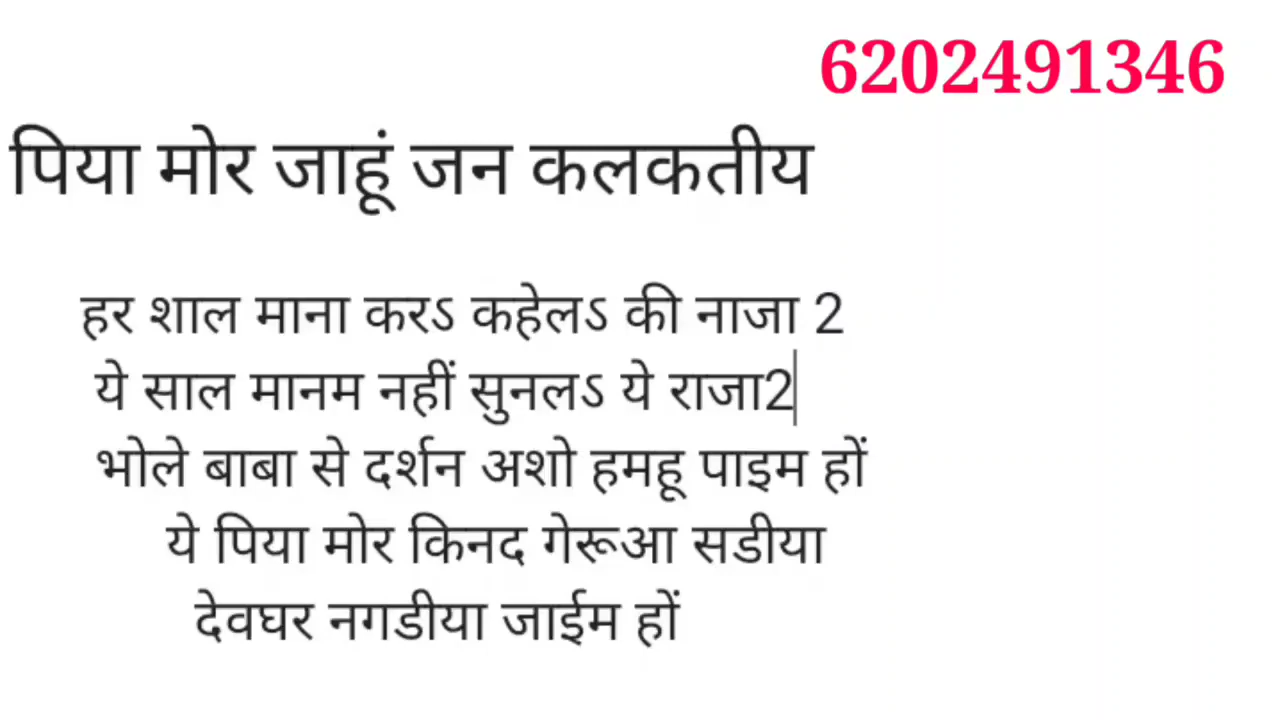 6202491346
पिया मोर जाहूं जन कलकतीय
हर शाल माना करऽ कहेलऽ की नाजा 2
ये साल मानम नहीं सुनलऽ ये राजा2
भोले बाबा से दर्शन अशो हमहू पाइम हों
ये पिया मोर किनद गेरूआ सडीया
देवघर नगडीया जाईम हों